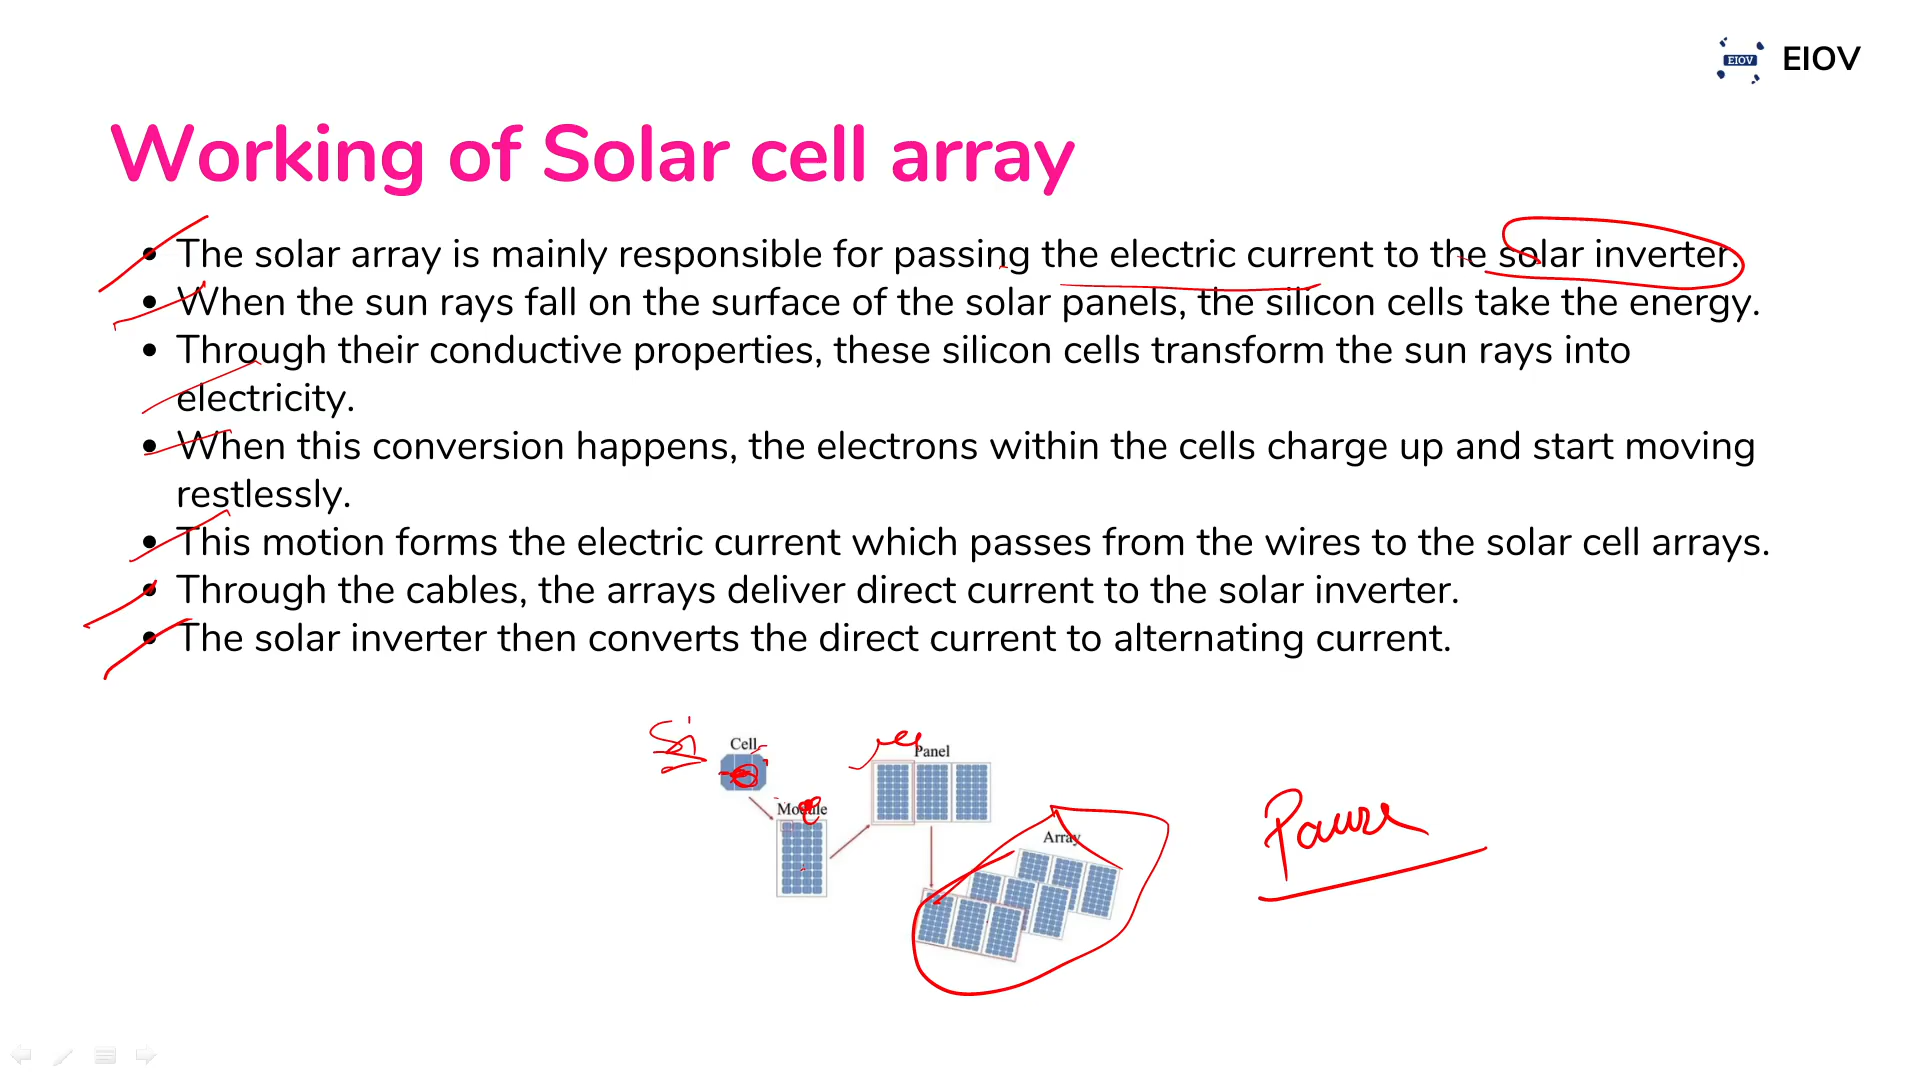 EIOV EIOV
Working of Solar cell array
• The solar array is mainly responsible for passing the electric current to the solar inverter.
• When the sun rays fall on the surface of the solar panels, the silicon cells take the energy.
• Through their conductive properties, these silicon cells transform the sun rays into
electricity.
• When this conversion happens, the electrons within the cells charge up and start moving
restlessly.
• This motion forms the electric current which passes from the wires to the solar cell arrays.
• Through the cables, the arrays deliver direct current to the solar inverter.
• The solar inverter then converts the direct current to alternating current.
Si
Cell
Panel
Module
Array
Pause